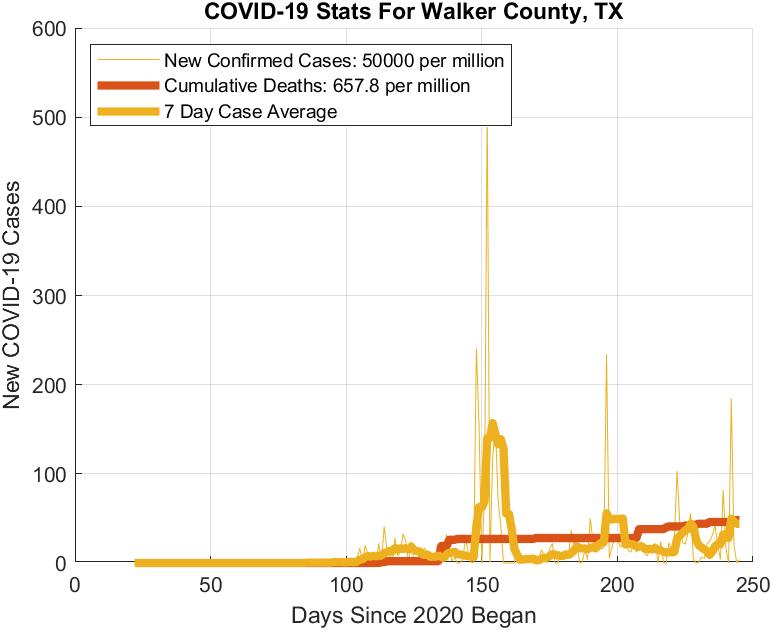 COVID-19 Stats For Walker County, TX
New Confirmed Cases: 50000 per million
Cumulative Deaths: 657.8 per million
7 Day Case Average
New COVID-19 Cases
600
500
400
300
200
100
0
0 50 100 150 200 250
Days Since 2020 Began